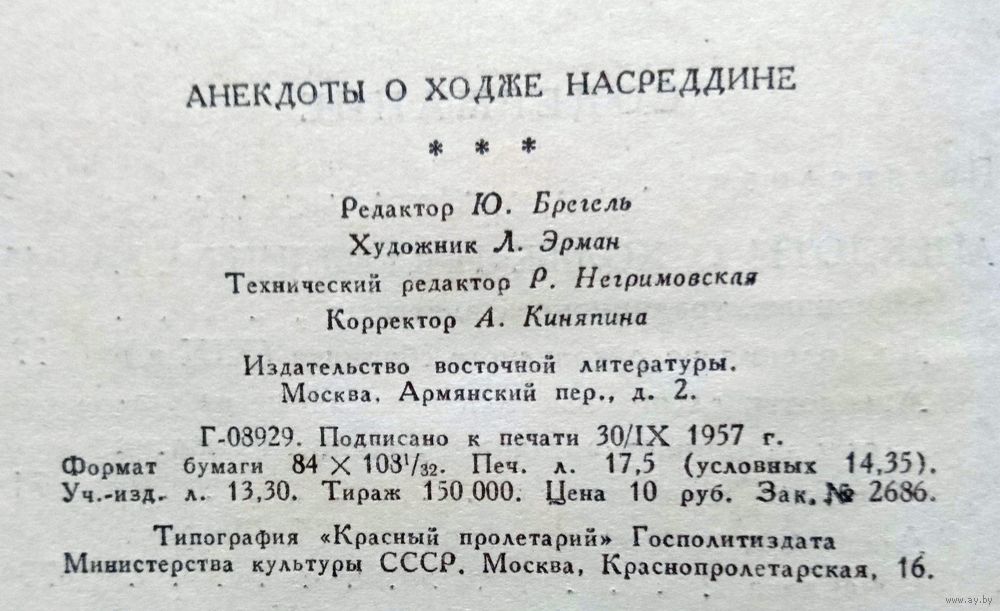 АНЕКДОТЫ О ХОДЖЕ НАСРЕДДИНЕ
* * *
Редактор Ю. Брегель
Художник Л. Эрман
Технический редактор Р. Негримовская
Корректор А. Киняпина
Издательство восточной литературы.
Москва, Армянский пер., д. 2.
Г-08929. Подписано к печати 30/IX 1957 г.
Формат бумаги 84 × 108¹/₃₂. Печ. л. 17,5 (условных 14,35).
Уч.-изд. л. 13,30. Тираж 150 000. Цена 10 руб. Зак. № 2686.
Типография «Красный пролетарий» Госполитиздата
Министерства культуры СССР. Москва, Краснопролетарская, 16.
www.ay.by